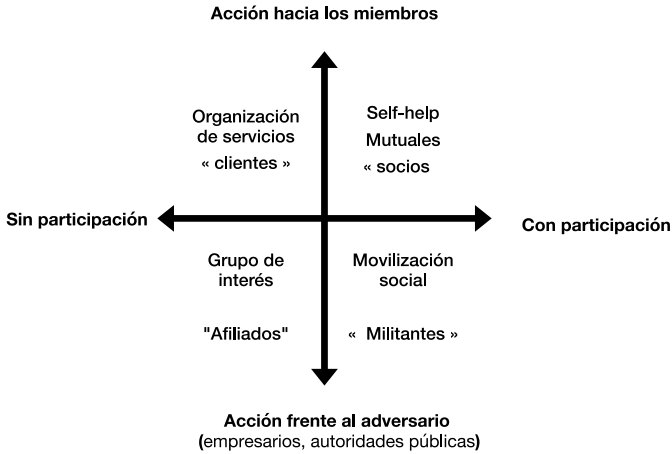 Acción hacia los miembros
Organización
de servicios
« clientes »
Self-help
Mutuales
« socios
Sin participación
Con participación
Grupo de
interés
"Afiliados"
Movilización
social
« Militantes »
Acción frente al adversario
(empresarios, autoridades públicas)